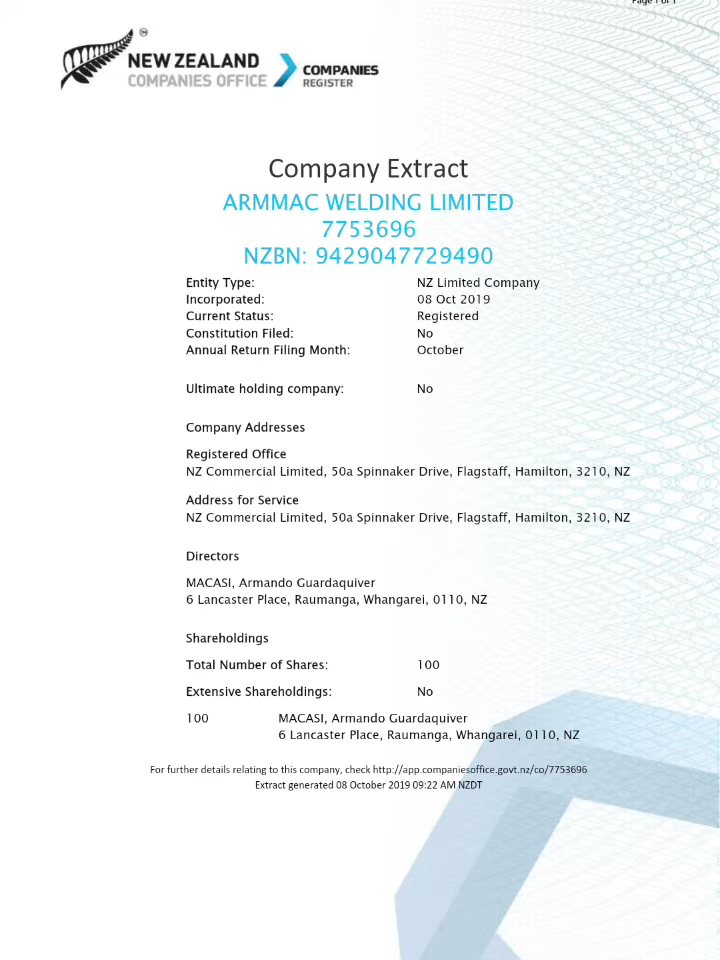 Page 1 of 1
NEW ZEALAND
COMPANIES OFFICE
COMPANIES
REGISTER
Company Extract
ARMMAC WELDING LIMITED
7753696
NZBN: 9429047729490
Entity Type: NZ Limited Company
Incorporated: 08 Oct 2019
Current Status: Registered
Constitution Filed: No
Annual Return Filing Month: October
Ultimate holding company: No
Company Addresses
Registered Office
NZ Commercial Limited, 50a Spinnaker Drive, Flagstaff, Hamilton, 3210, NZ
Address for Service
NZ Commercial Limited, 50a Spinnaker Drive, Flagstaff, Hamilton, 3210, NZ
Directors
MACASI, Armando Guardaquiver
6 Lancaster Place, Raumanga, Whangarei, 0110, NZ
Shareholdings
Total Number of Shares: 100
Extensive Shareholdings: No
100 MACASI, Armando Guardaquiver
6 Lancaster Place, Raumanga, Whangarei, 0110, NZ
For further details relating to this company, check http://app.companiesoffice.govt.nz/co/7753696
Extract generated 08 October 2019 09:22 AM NZDT